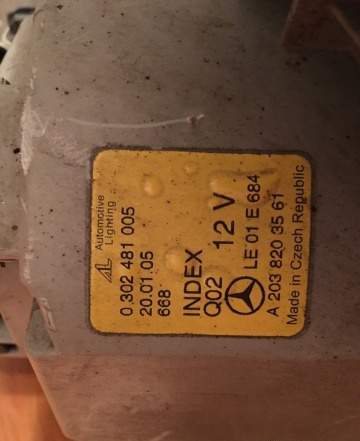 AL Automotive
Lighting
0 302 481 005
20.01.05
668
INDEX
Q02 12 V
LE 01 E 684
A 203 820 35 61
Made in Czech Republic